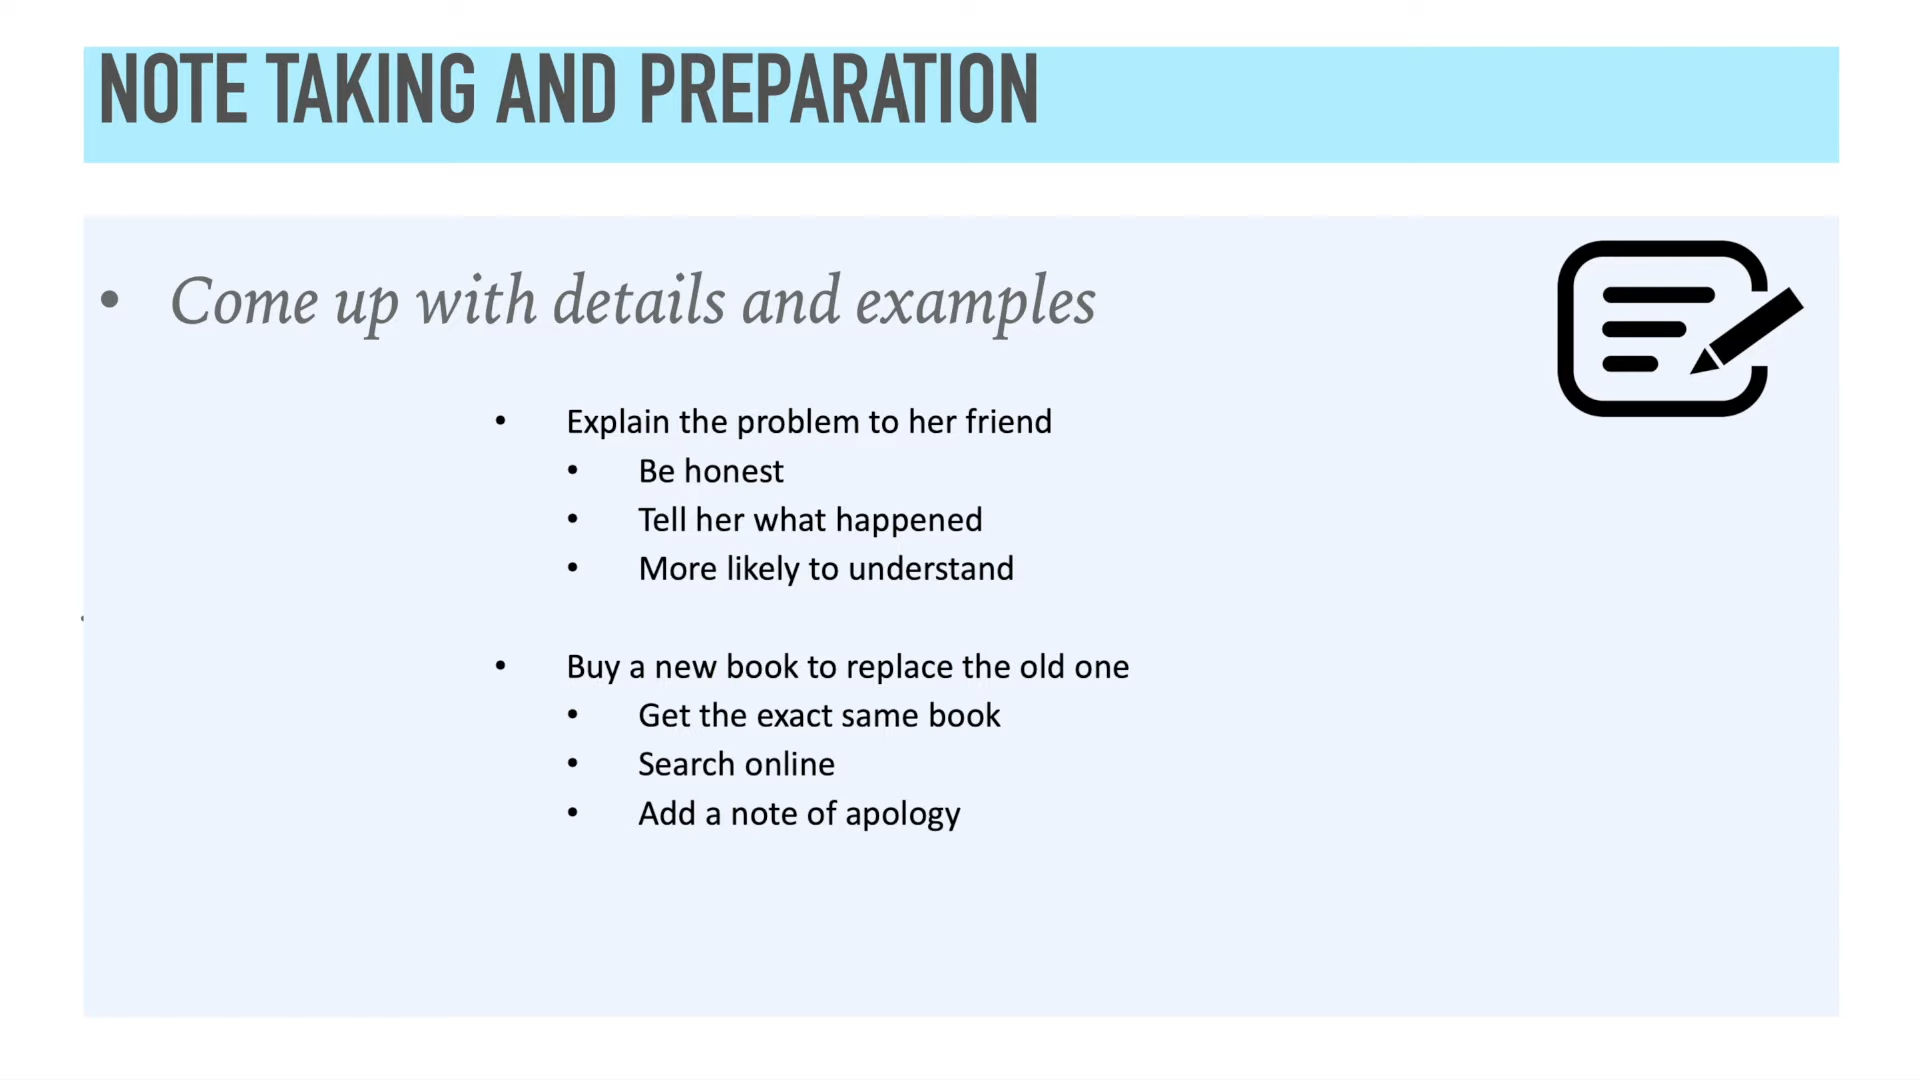 NOTE TAKING AND PREPARATION
• Come up with details and examples
• Explain the problem to her friend
• Be honest
• Tell her what happened
• More likely to understand
• Buy a new book to replace the old one
• Get the exact same book
• Search online
• Add a note of apology